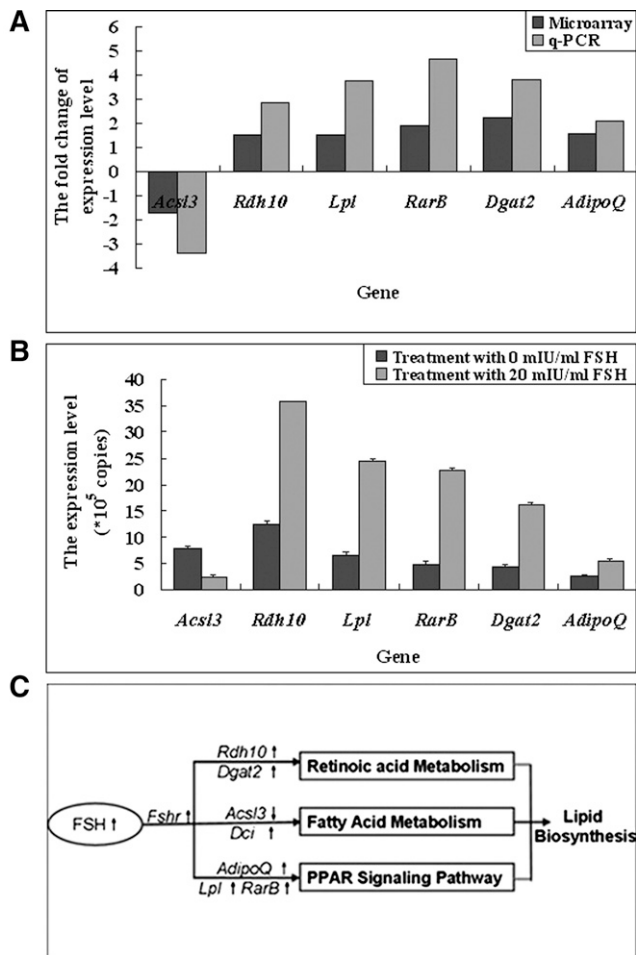 A
Microarray
q-PCR
The fold change of
expression level
6
5
4
3
2
1
0
-1
-2
-3
-4
Acsl3 Rdh10 Lpl RarB Dgat2 AdipoQ
Gene
B
Treatment with 0 mIU/ml FSH
Treatment with 20 mIU/ml FSH
The expression level
(*10^5 copies)
40
35
30
25
20
15
10
5
0
Acsl3 Rdh10 Lpl RarB Dgat2 AdipoQ
Gene
C
Rdh10 ↑
Dgat2 ↑
Retinoic acid Metabolism
FSH ↑
Fshr ↑
Acsl3 ↓
Dci ↑
Fatty Acid Metabolism
Lipid
Biosynthesis
AdipoQ ↑
Lpl ↑ RarB ↑
PPAR Signaling Pathway